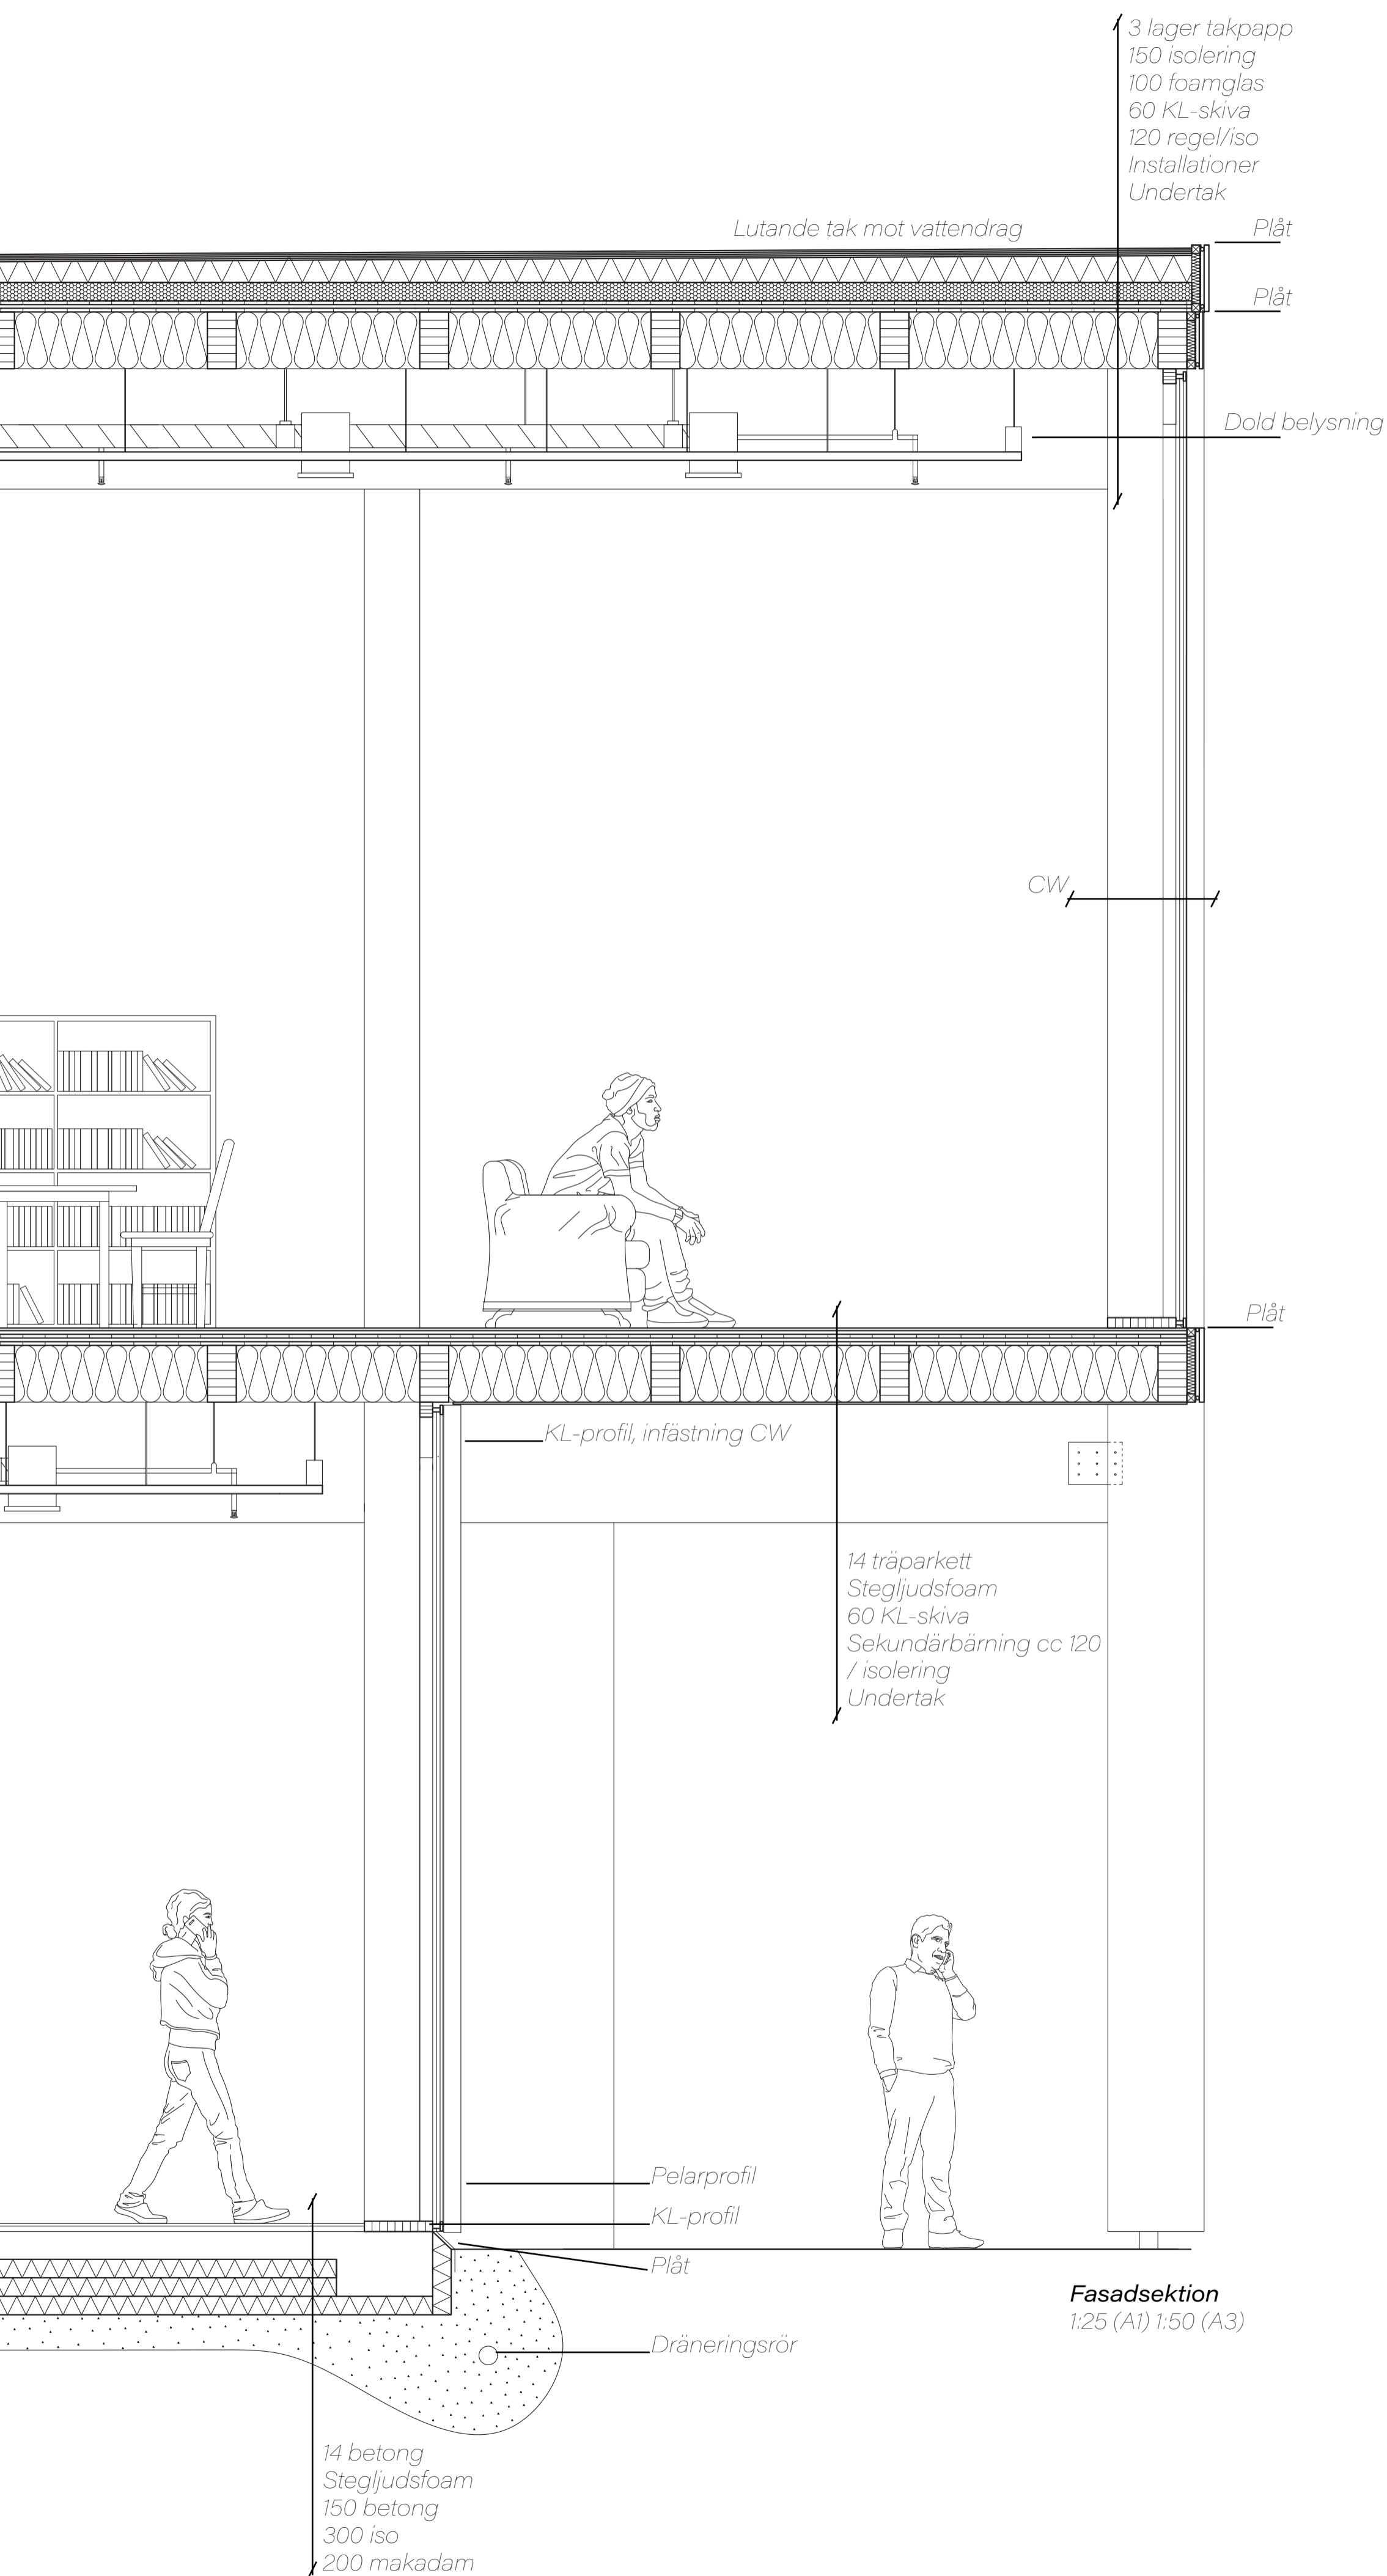 3 lager takpapp
150 isolering
100 foamglas
60 KL-skiva
120 regel/iso
Installationer
Undertak
Lutande tak mot vattendrag
Plåt
Plåt
Dold belysning
CW
Plåt
KL-profil, infästning CW
14 träparkett
Stegljudsfoam
60 KL-skiva
Sekundärbärning cc 120
/ isolering
Undertak
Pelarprofil
KL-profil
Plåt
Fasadsektion
1:25 (A1) 1:50 (A3)
Dräneringsrör
14 betong
Stegljudsfoam
150 betong
300 iso
200 makadam